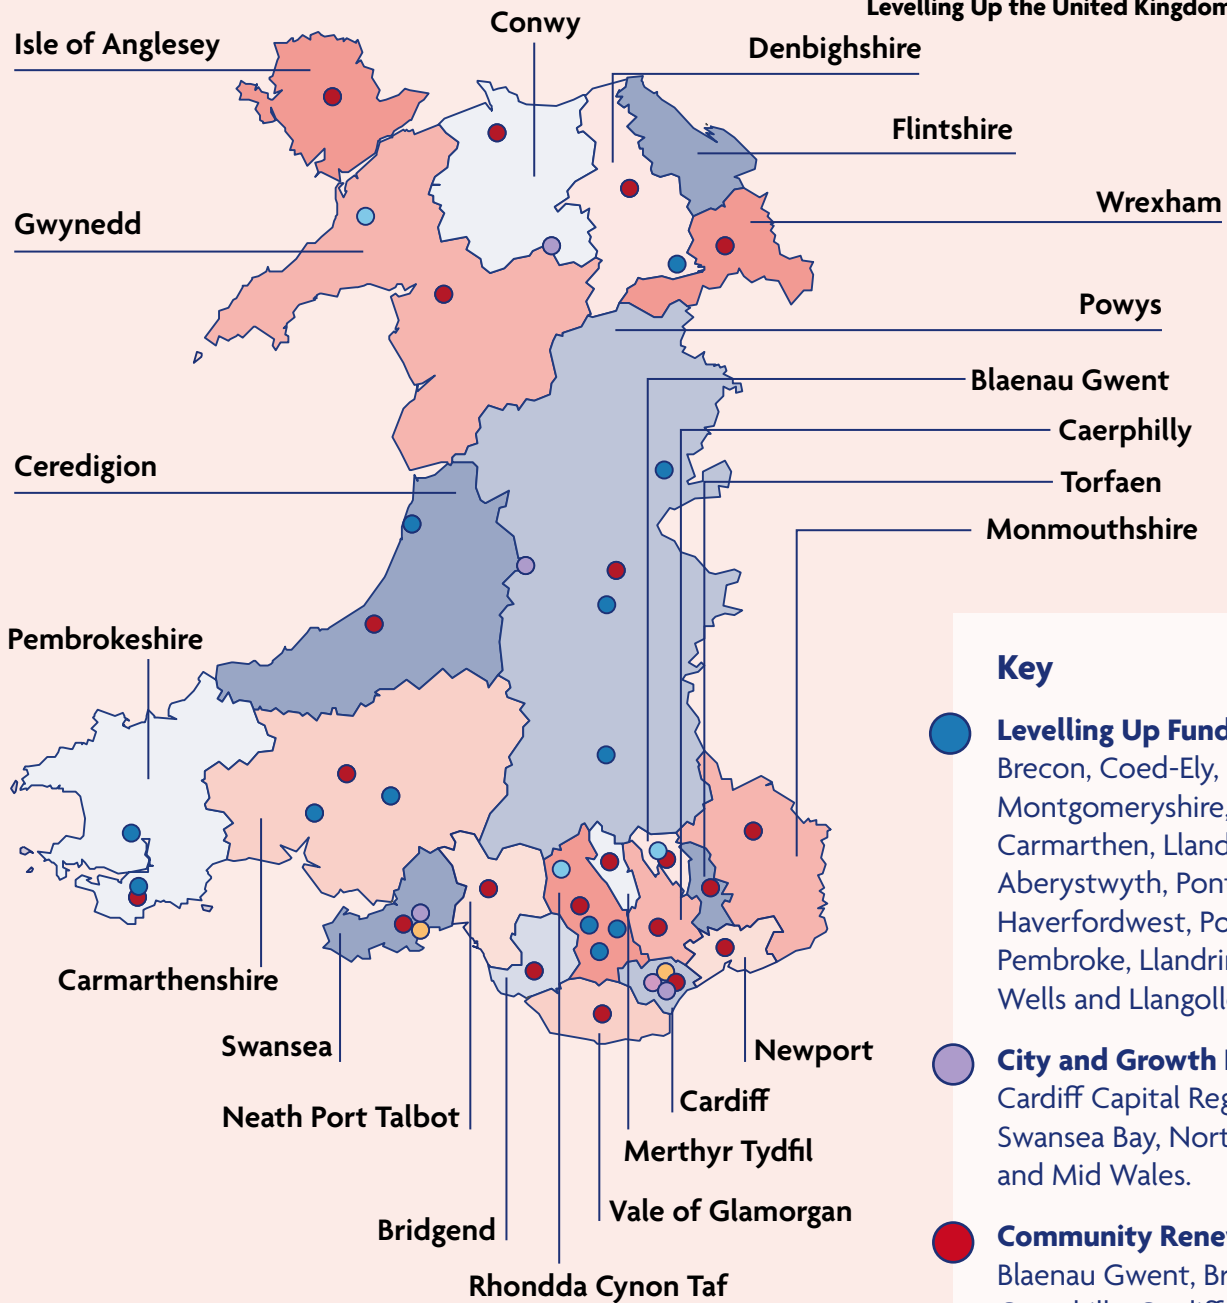 Levelling Up the United Kingdom
Conwy
Isle of Anglesey
Denbighshire
Flintshire
Wrexham
Gwynedd
Powys
Blaenau Gwent
Caerphilly
Ceredigion
Torfaen
Monmouthshire
Pembrokeshire
Carmarthenshire
Swansea
Newport
Neath Port Talbot
Cardiff
Merthyr Tydfil
Vale of Glamorgan
Bridgend
Rhondda Cynon Taf
Key
Levelling Up Fund
Brecon, Coed-Ely,
Montgomeryshire,
Carmarthen, Lland
Aberystwyth, Pont
Haverfordwest, Po
Pembroke, Llandrin
Wells and Llangolle
City and Growth
Cardiff Capital Reg
Swansea Bay, Nort
and Mid Wales.
Community Rene
Blaenau Gwent, Br